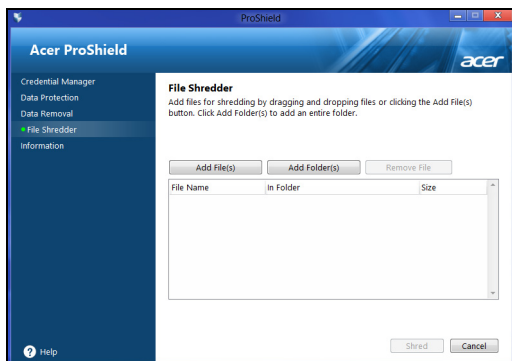 ProShield
Acer ProShield
acer
Credential Manager
Data Protection
Data Removal
File Shredder
Information
File Shredder
Add files for shredding by dragging and dropping files or clicking the Add File(s)
button. Click Add Folder(s) to add an entire folder.
Add File(s)
Add Folder(s)
Remove File
File Name
In Folder
Size
Shred
Cancel
? Help